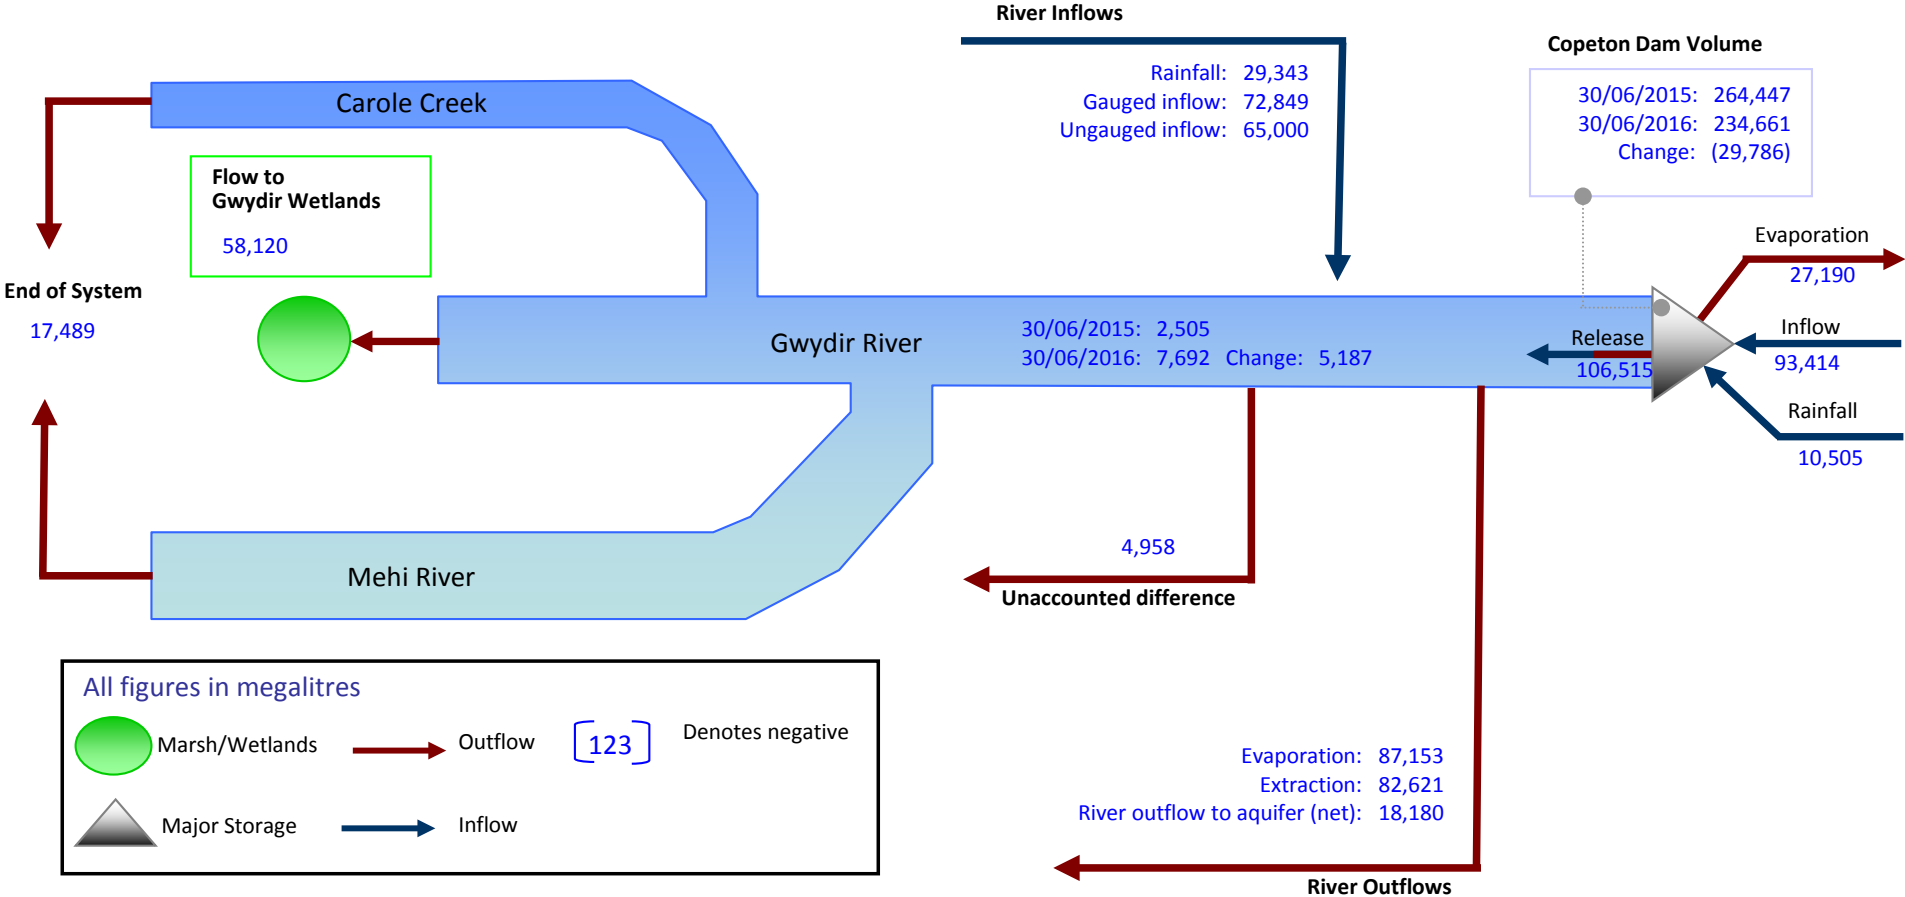 River Inflows
Rainfall: 29,343
Gauged inflow: 72,849
Ungauged inflow: 65,000
Copeton Dam Volume
30/06/2015: 264,447
30/06/2016: 234,661
Change: (29,786)
Carole Creek
Flow to
Gwydir Wetlands
58,120
End of System
17,489
Gwydir River
30/06/2015: 2,505
30/06/2016: 7,692 Change: 5,187
Release
106,515
Evaporation
27,190
Inflow
93,414
Rainfall
10,505
Mehi River
4,958
Unaccounted difference
All figures in megalitres
Marsh/Wetlands
Outflow
123
Denotes negative
Major Storage
Inflow
Evaporation: 87,153
Extraction: 82,621
River outflow to aquifer (net): 18,180
River Outflows